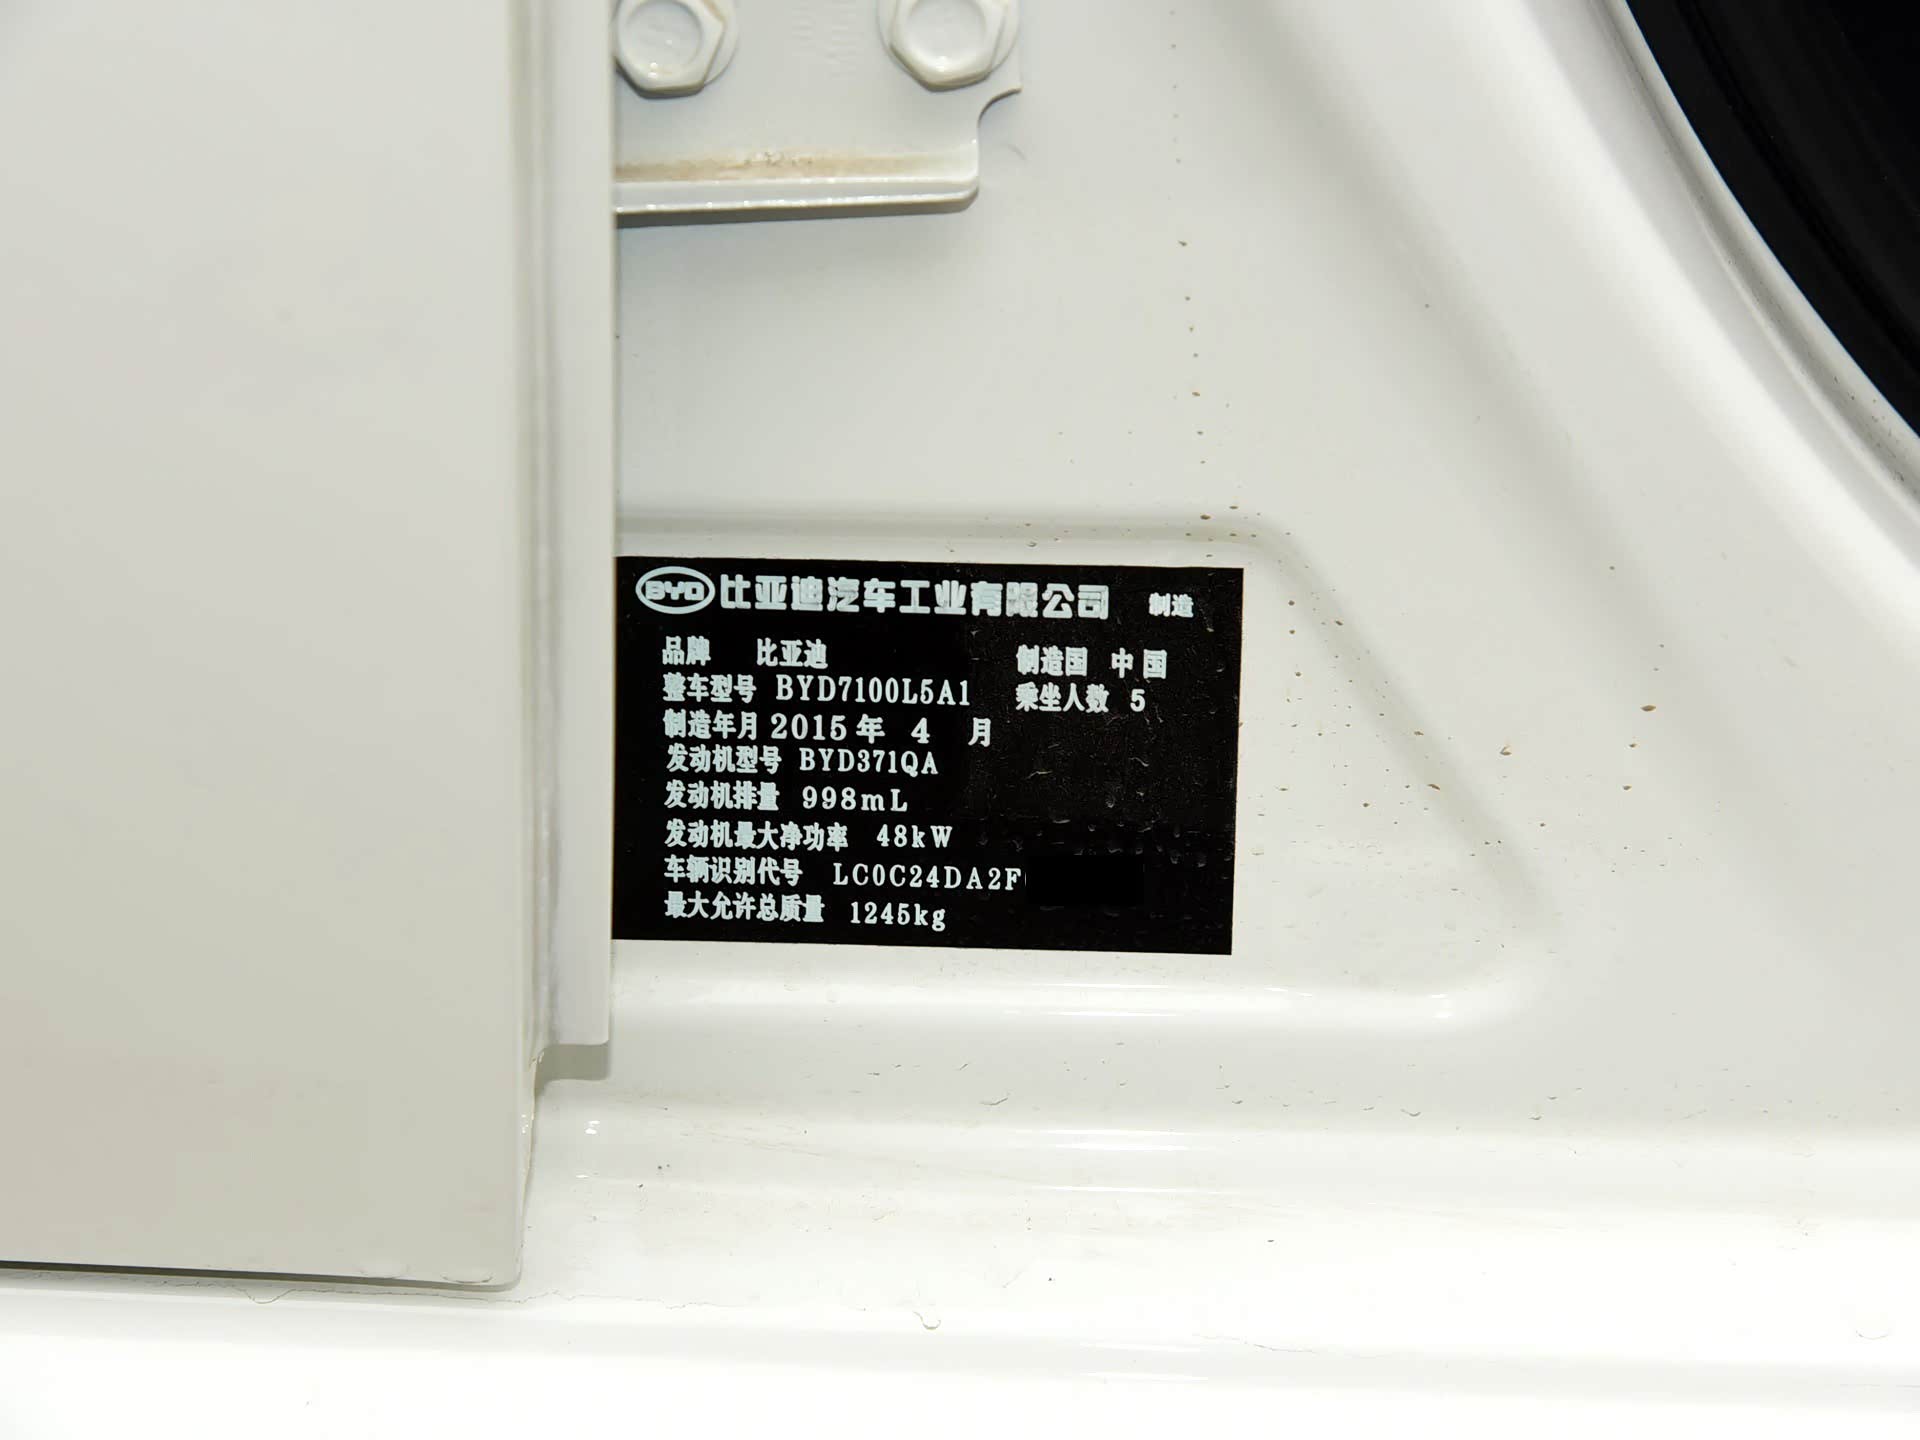 BYD 比亚迪汽车工业有限公司 制造
品牌 比亚迪 制造国 中国
整车型号 BYD7100L5A1 乘坐人数 5
制造年月 2015 年 4 月
发动机型号 BYD371QA
发动机排量 998mL
发动机最大净功率 48kW
车辆识别代号 LC0C24DA2F
最大允许总质量 1245kg